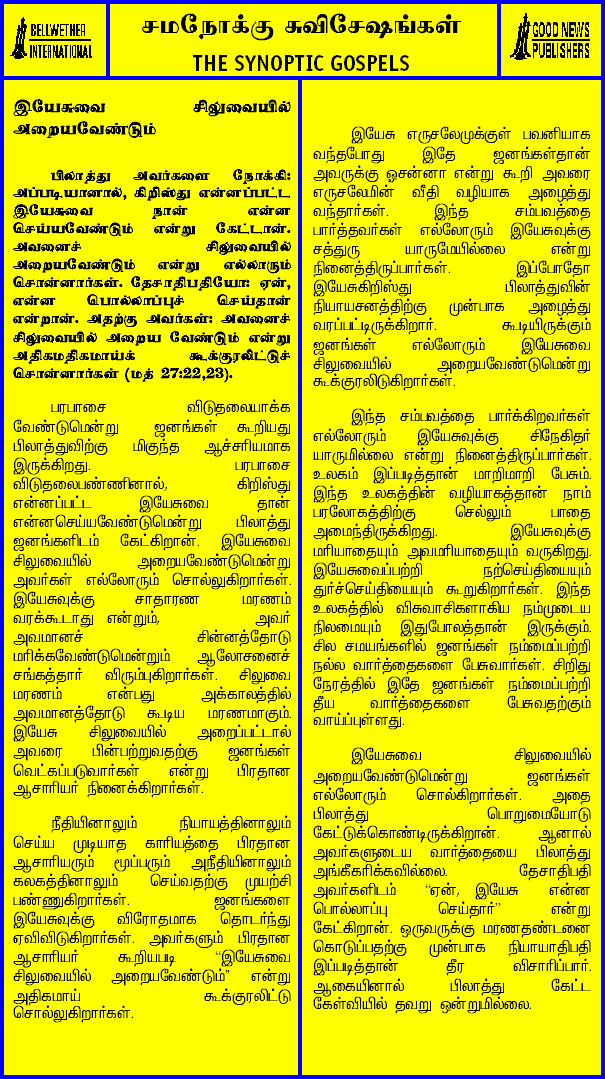 BELLWETHER
INTERNATIONAL
சமநோக்கு சுவிசேஷங்கள்
THE SYNOPTIC GOSPELS
GOOD NEWS
PUBLISHERS
இயேசுவை சிலுவையில்
அறையவேண்டும்
பிலாத்து அவர்களை நோக்கி:
அப்படியானால், கிறிஸ்து என்னப்பட்ட
இயேசுவை நான் என்ன
செய்யவேண்டும் என்று கேட்டான்.
அவனைச் சிலுவையில்
அறையவேண்டும் என்று எல்லாரும்
சொன்னார்கள். தேசாதிபதியோ: ஏன்,
என்ன பொல்லாப்புச் செய்தான்
என்றான். அதற்கு அவர்கள்: அவனைச்
சிலுவையில் அறைய வேண்டும் என்று
அதிகமதிகமாய்க் கூக்குரலிட்டுச்
சொன்னார்கள் (மத் 27:22,23).
பரபாசை விடுதலையாக்க
வேண்டுமென்று ஜனங்கள் கூறியது
பிலாத்துவிற்கு மிகுந்த ஆச்சரியமாக
இருக்கிறது. பரபாசை
விடுதலைபண்ணினால், கிறிஸ்து
என்னப்பட்ட இயேசுவை தான்
என்னசெய்யவேண்டுமென்று பிலாத்து
ஜனங்களிடம் கேட்கிறான். இயேசுவை
சிலுவையில் அறையவேண்டுமென்று
அவர்கள் எல்லோரும் சொல்லுகிறார்கள்.
இயேசுவுக்கு சாதாரண மரணம்
வரக்கூடாது என்றும், அவர்
அவமானச் சின்னத்தோடு
மரிக்கவேண்டுமென்றும் ஆலோசனைச்
சங்கத்தார் விரும்புகிறார்கள். சிலுவை
மரணம் என்பது அக்காலத்தில்
அவமானத்தோடு கூடிய மரணமாகும்.
இயேசு சிலுவையில் அறைப்பட்டால்
அவரை பின்பற்றுவதற்கு ஜனங்கள்
வெட்கப்படுவார்கள் என்று பிரதான
ஆசாரியர் நினைக்கிறார்கள்.
நீதியினாலும் நியாயத்தினாலும்
செய்ய முடியாத காரியத்தை பிரதான
ஆசாரியரும் மூப்பரும் அநீதியினாலும்
கலகத்தினாலும் செய்வதற்கு முயற்சி
பண்ணுகிறார்கள். ஜனங்களை
இயேசுவுக்கு விரோதமாக தொடர்ந்து
ஏவிவிடுகிறார்கள். அவர்களும் பிரதான
ஆசாரியர் கூறியபடி “இயேசுவை
சிலுவையில் அறையவேண்டும்” என்று
அதிகமாய் கூக்குரலிட்டு
சொல்லுகிறார்கள்.
இயேசு எருசலேமுக்குள் பவனியாக
வந்தபோது இதே ஜனங்கள்தான்
அவருக்கு ஓசன்னா என்று கூறி அவரை
எருசலேமின் வீதி வழியாக அழைத்து
வந்தார்கள். இந்த சம்பவத்தை
பார்த்தவர்கள் எல்லோரும் இயேசுவுக்கு
சத்துரு யாருமேயில்லை என்று
நினைத்திருப்பார்கள். இப்போதோ
இயேசுகிறிஸ்து பிலாத்துவின்
நியாயசனத்திற்கு முன்பாக அழைத்து
வரப்பட்டிருக்கிறார். கூடியிருக்கும்
ஜனங்கள் எல்லோரும் இயேசுவை
சிலுவையில் அறையவேண்டுமென்று
கூக்குரலிடுகிறார்கள்.
இந்த சம்பவத்தை பார்க்கிறவர்கள்
எல்லோரும் இயேசுவுக்கு சிநேகிதர்
யாருமில்லை என்று நினைத்திருப்பார்கள்.
உலகம் இப்படித்தான் மாறிமாறி பேசும்.
இந்த உலகத்தின் வழியாகத்தான் நாம்
பரலோகத்திற்கு செல்லும் பாதை
அமைந்திருக்கிறது. இயேசுவுக்கு
மரியாதையும் அவமரியாதையும் வருகிறது.
இயேசுவைப்பற்றி நற்செய்தியையும்
துர்ச்செய்தியையும் கூறுகிறார்கள். இந்த
உலகத்தில் விசுவாசிகளாகிய நம்முடைய
நிலமையும் இதுபோலத்தான் இருக்கும்.
சில சமயங்களில் ஜனங்கள் நம்மைப்பற்றி
நல்ல வார்த்தைகளை பேசுவார்கள். சிறிது
நேரத்தில் இதே ஜனங்கள் நம்மைப்பற்றி
தீய வார்த்தைகளை பேசுவதற்கும்
வாய்ப்புள்ளது.
இயேசுவை சிலுவையில்
அறையவேண்டுமென்று ஜனங்கள்
எல்லோரும் சொல்கிறார்கள். அதை
பிலாத்து பொறுமையோடு
கேட்டுக்கொண்டிருக்கிறான். ஆனால்
அவர்களுடைய வார்த்தையை பிலாத்து
அங்கீகரிக்கவில்லை. தேசாதிபதி
அவர்களிடம் “ஏன், இயேசு என்ன
பொல்லாப்பு செய்தார்” என்று
கேட்கிறான். ஒருவருக்கு மரணதண்டனை
கொடுப்பதற்கு முன்பாக நியாயாதிபதி
இப்படித்தான் தீர விசாரிப்பார்.
ஆகையினால் பிலாத்து கேட்ட
கேள்வியில் தவறு ஒன்றுமில்லை.